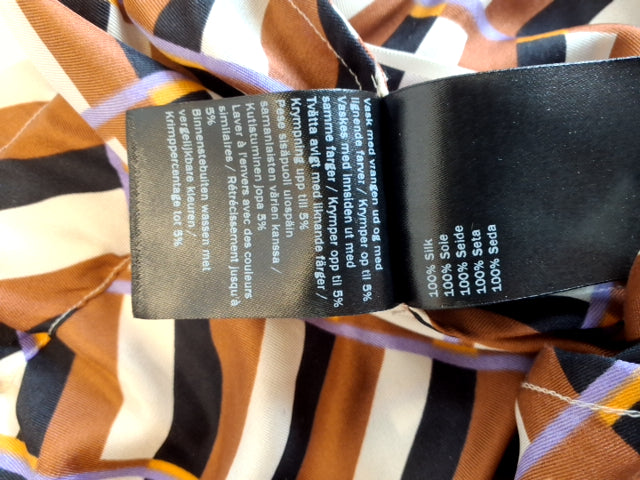 vask med vrangen ud og med
lignende farver / Krymper op til 5%
Vaskes med innsiden ut med
samme farger / Krymper opp til 5%
Tvätta avigt med liknande färger /
Krympning upp till 5%
Pese sisäpuoli ulospäin
samanlaisten värien kanssa /
Kutistuminen jopa 5%
Laver à l'envers avec des couleurs
similaires / Rétrécissement jusqu'à
5%
Binnenstebuiten wassen met
vergelijkbare kleuren /
Krimppercentage tot 5%
100% Silk
100% Soie
100% Seide
100% Seta
100% Seda